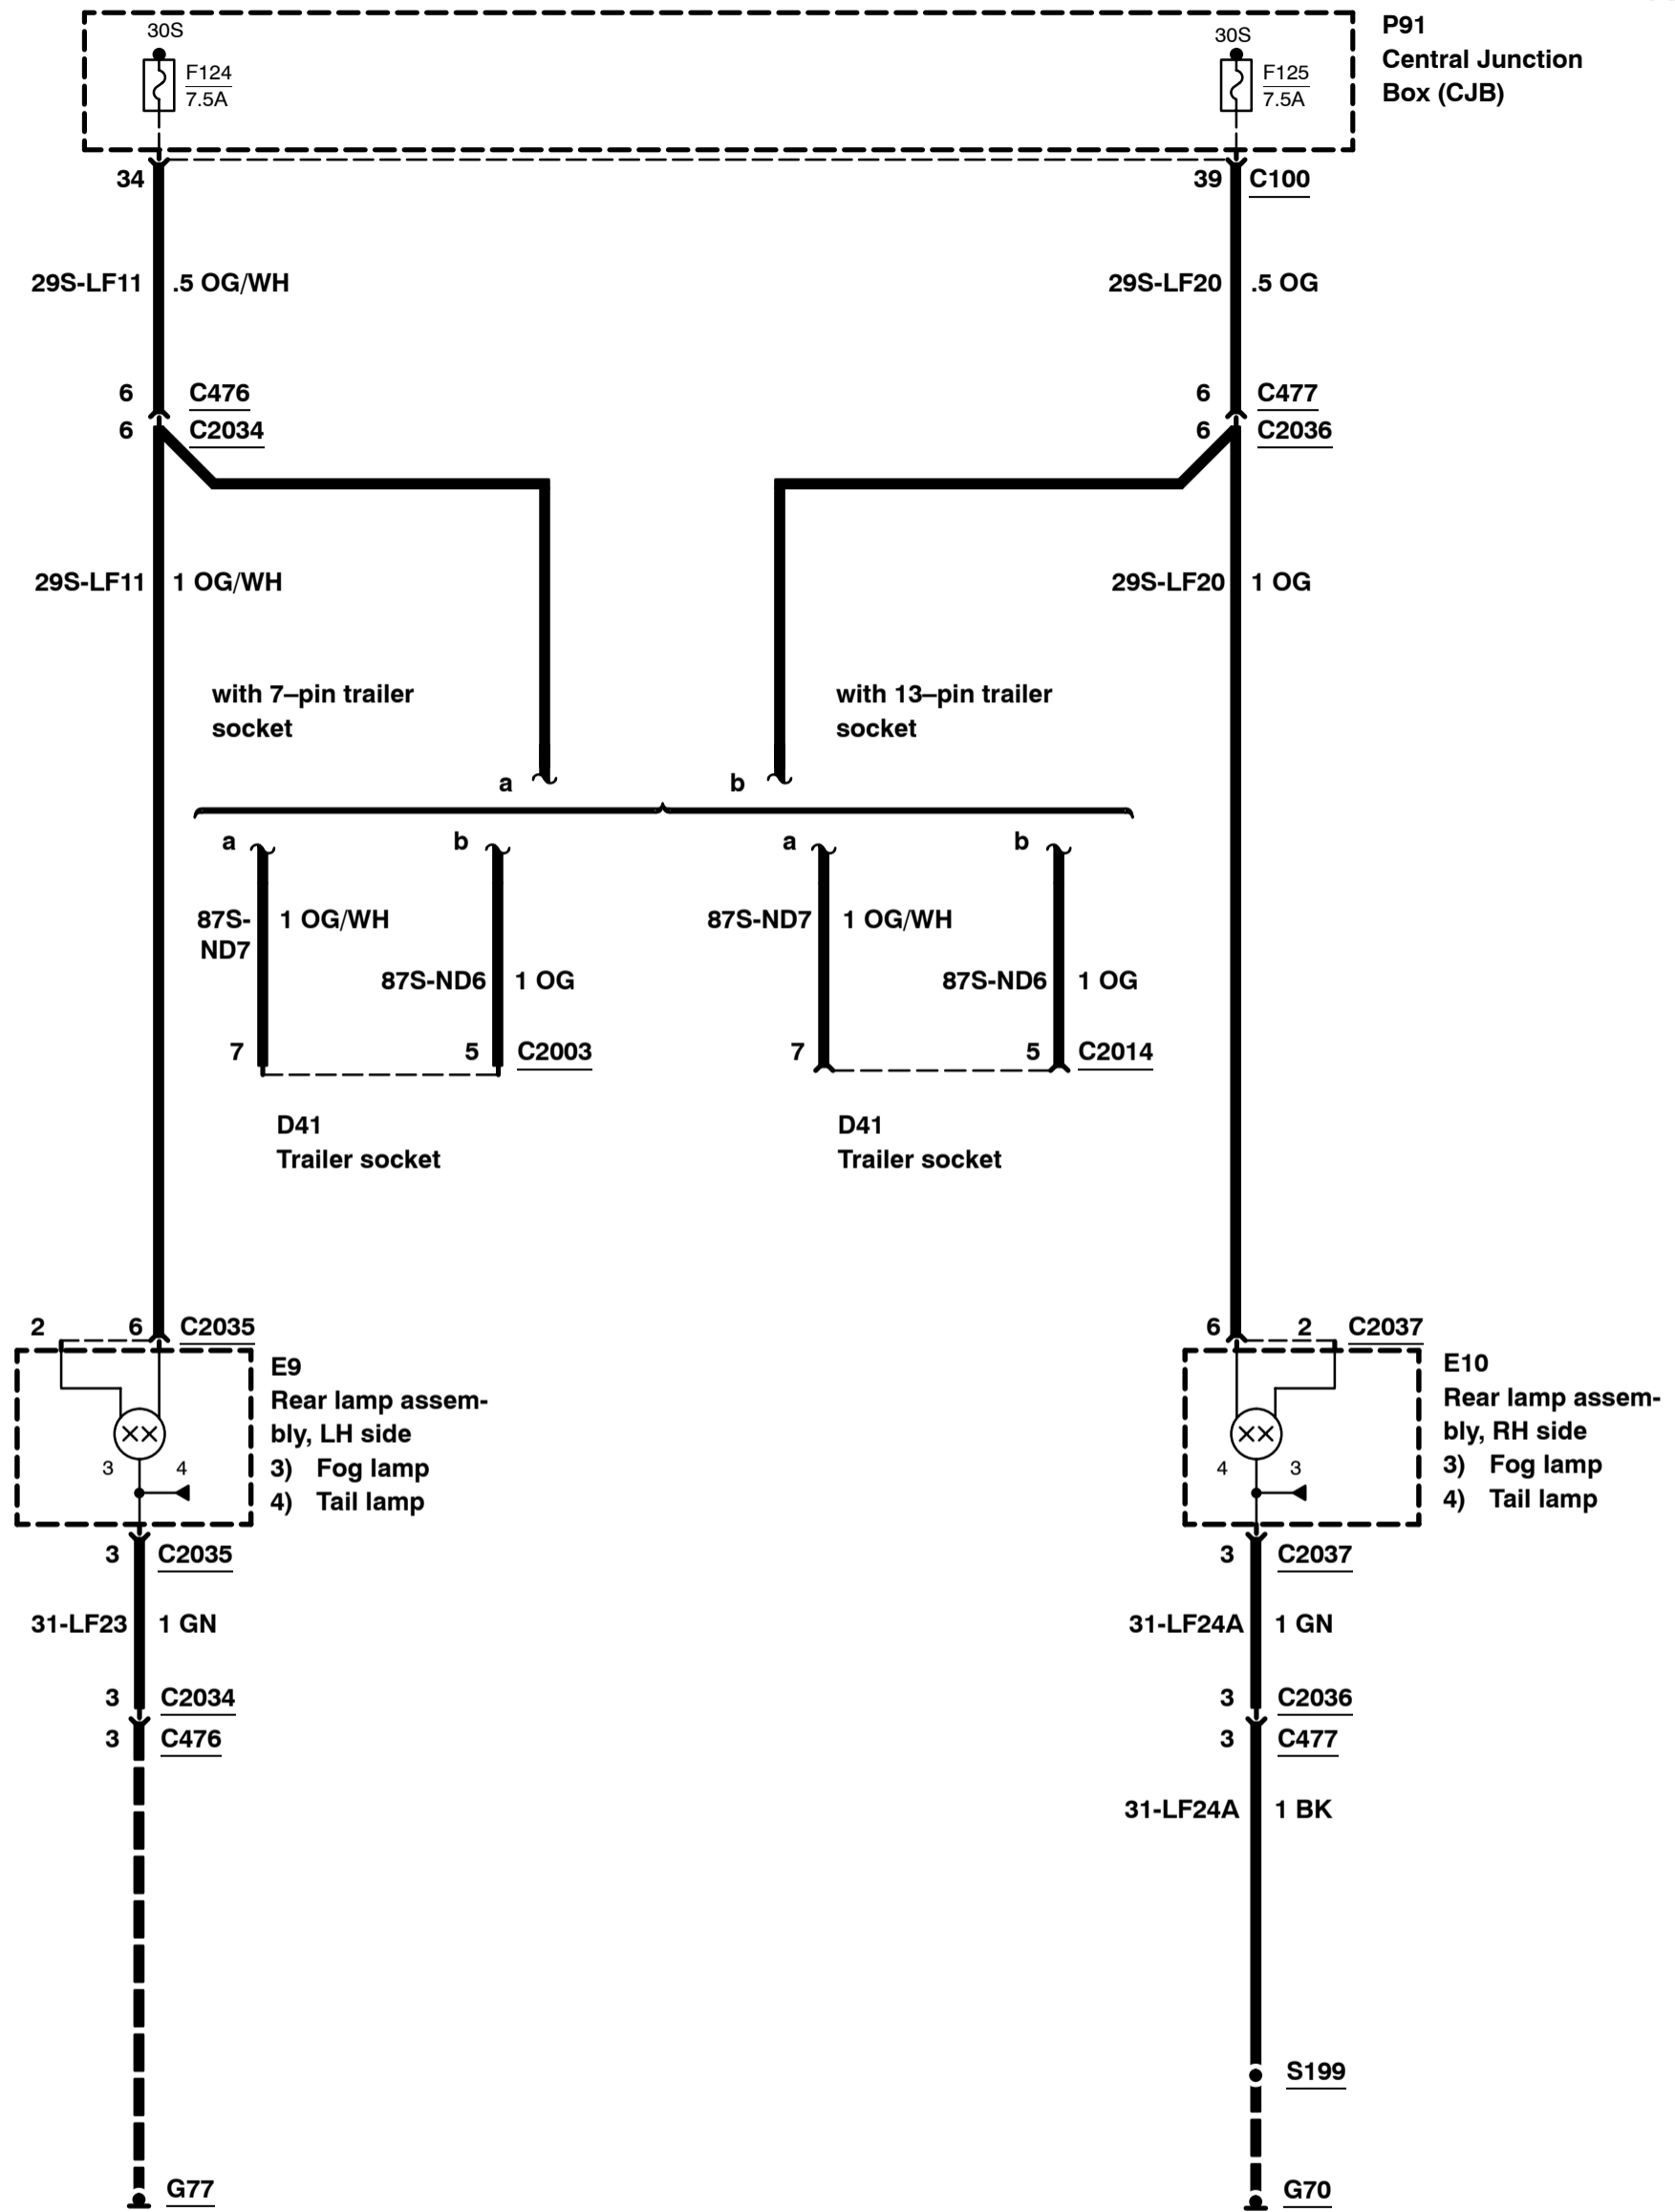 30S
F124
7.5A
30S
F125
7.5A
P91
Central Junction
Box (CJB)
34
39 C100
29S-LF11 .5 OG/WH
29S-LF20 .5 OG
6 C476
6 C2034
6 C477
6 C2036
29S-LF11 1 OG/WH
29S-LF20 1 OG
with 7–pin trailer
socket
with 13–pin trailer
socket
a
b
a
b
a
b
87S-
ND7
1 OG/WH
87S-ND6 1 OG
87S-ND7 1 OG/WH
87S-ND6 1 OG
7
5 C2003
7
5 C2014
D41
Trailer socket
D41
Trailer socket
2 6 C2035
E9
Rear lamp assem-
bly, LH side
3) Fog lamp
4) Tail lamp
3 4
6 2 C2037
E10
Rear lamp assem-
bly, RH side
3) Fog lamp
4) Tail lamp
4 3
3 C2035
3 C2037
31-LF23 1 GN
31-LF24A 1 GN
3 C2034
3 C476
3 C2036
3 C477
31-LF24A 1 BK
S199
G77
G70